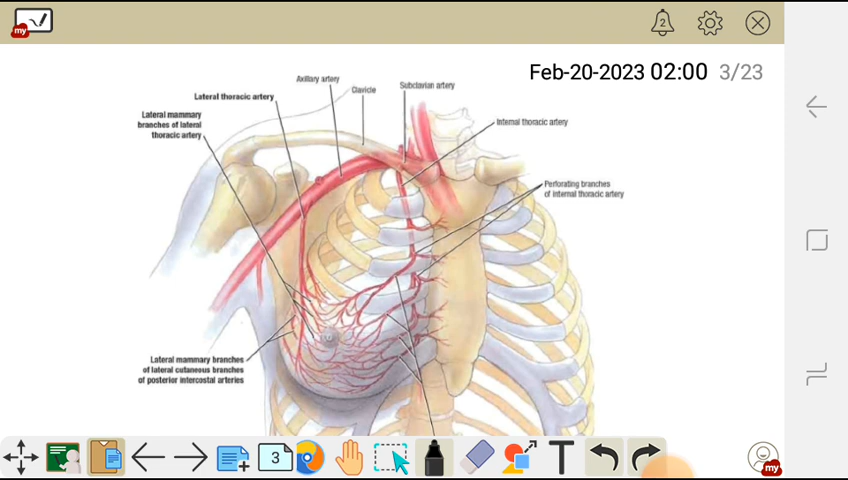 my
2
Feb-20-2023 02:00 3/23
Axillary artery
Clavicle
Subclavian artery
Lateral thoracic artery
Lateral mammary
branches of lateral
thoracic artery
Internal thoracic artery
Perforating branches
of internal thoracic artery
Lateral mammary branches
of lateral cutaneous branches
of posterior intercostal arteries
3
T
my